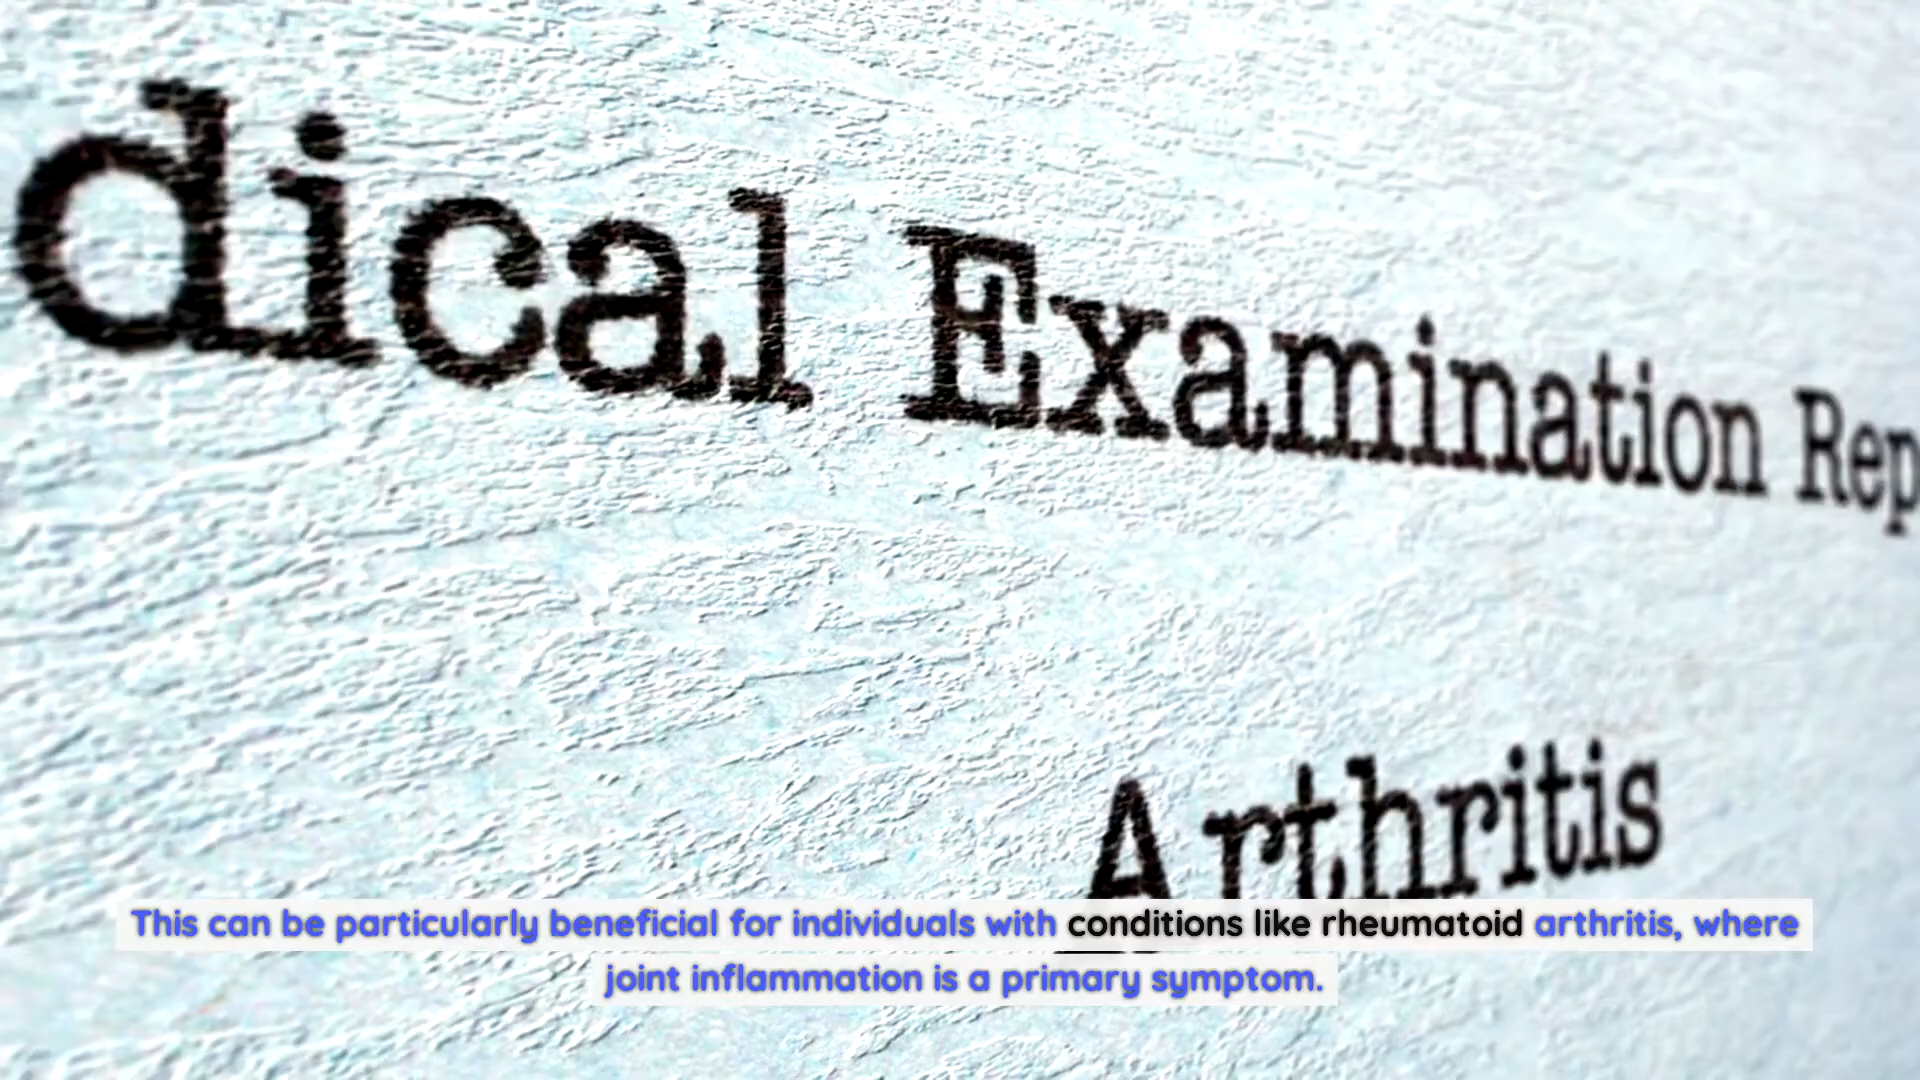 dical Examination Rep
Arthritis
This can be particularly beneficial for individuals with conditions like rheumatoid arthritis, where
joint inflammation is a primary symptom.